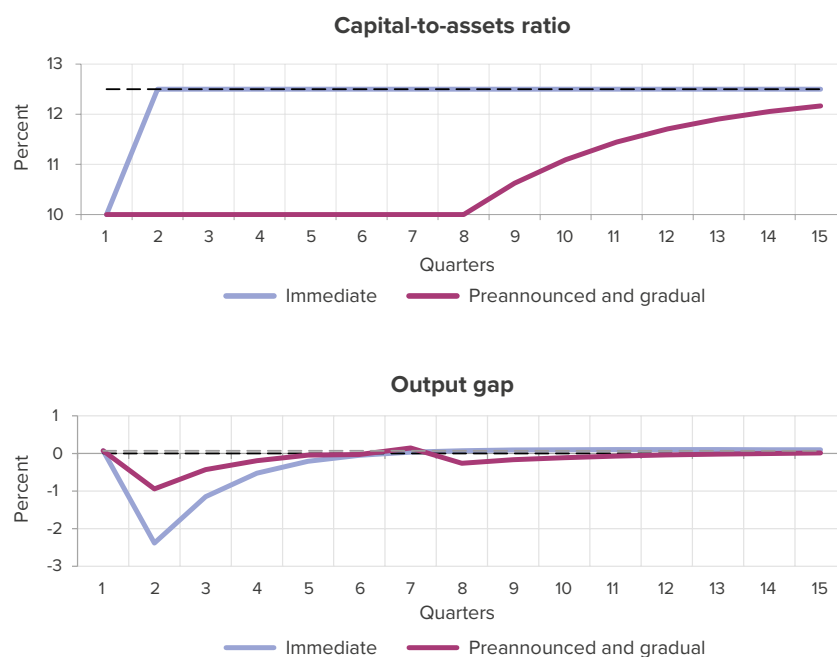 Capital-to-assets ratio
Percent
13
12
11
10
1 2 3 4 5 6 7 8 9 10 11 12 13 14 15
Quarters
Immediate Preannounced and gradual
Output gap
Percent
1
0
-1
-2
-3
1 2 3 4 5 6 7 8 9 10 11 12 13 14 15
Quarters
Immediate Preannounced and gradual